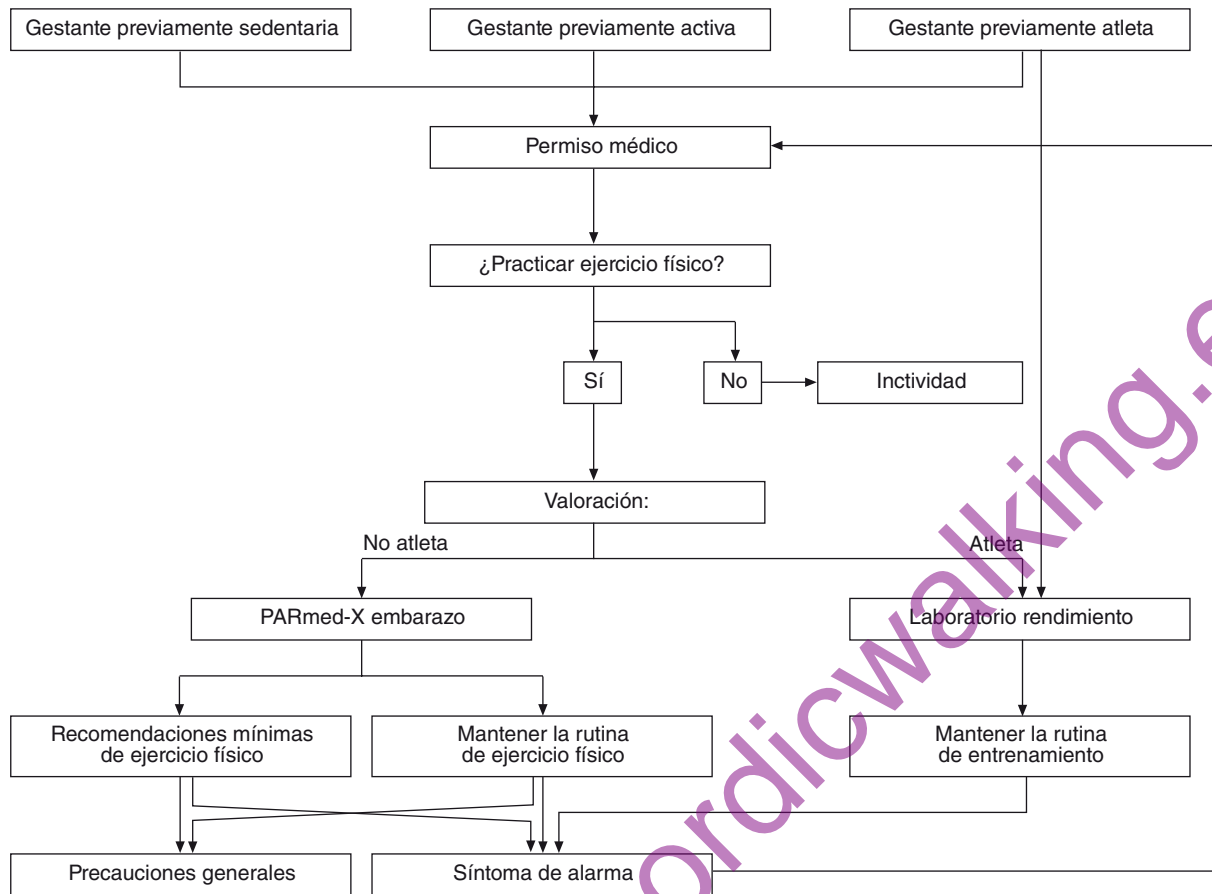 Gestante previamente sedentaria
Gestante previamente activa
Gestante previamente atleta
Permiso médico
¿Practicar ejercicio físico?
Sí
No
Inctividad
Valoración:
No atleta
Atleta
PARmed-X embarazo
Laboratorio rendimiento
Recomendaciones mínimas
de ejercicio físico
Mantener la rutina
de ejercicio físico
Mantener la rutina
de entrenamiento
Precauciones generales
Síntoma de alarma
ordicwalking.e